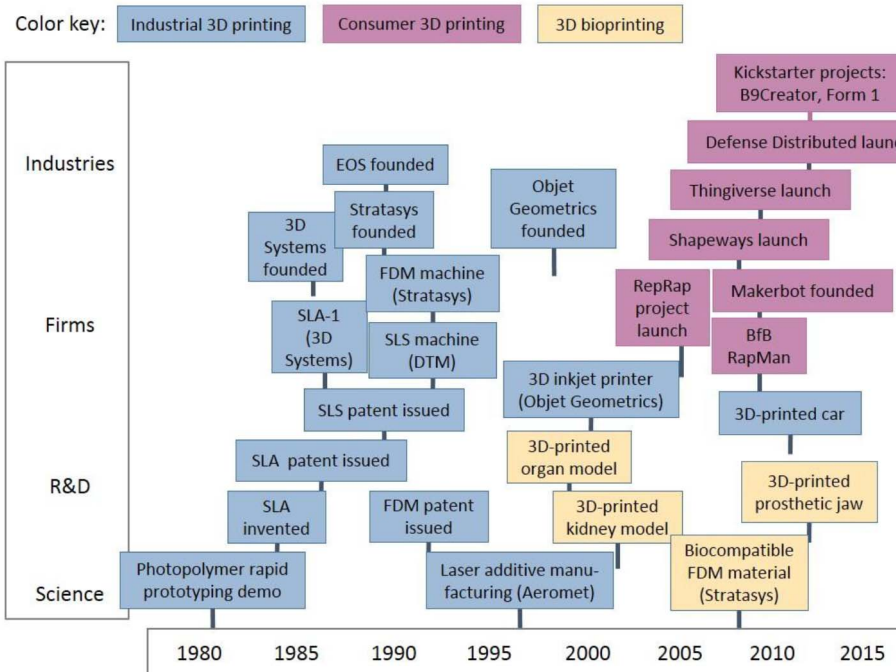 Color key:
Industrial 3D printing
Consumer 3D printing
3D bioprinting
Kickstarter projects:
B9Creator, Form 1
Defense Distributed launc
Industries
EOS founded
Objet
Geometrics
founded
Thingiverse launch
Stratasys
founded
3D
Systems
founded
Shapeways launch
FDM machine
(Stratasys)
RepRap
project
launch
Makerbot founded
Firms
SLA-1
(3D
Systems)
SLS machine
(DTM)
BfB
RapMan
3D inkjet printer
(Objet Geometrics)
SLS patent issued
3D-printed car
3D-printed
organ model
SLA patent issued
R&D
SLA
invented
FDM patent
issued
3D-printed
kidney model
3D-printed
prosthetic jaw
Photopolymer rapid
prototyping demo
Laser additive manu-
facturing (Aeromet)
Biocompatible
FDM material
(Stratasys)
Science
1980
1985
1990
1995
2000
2005
2010
2015